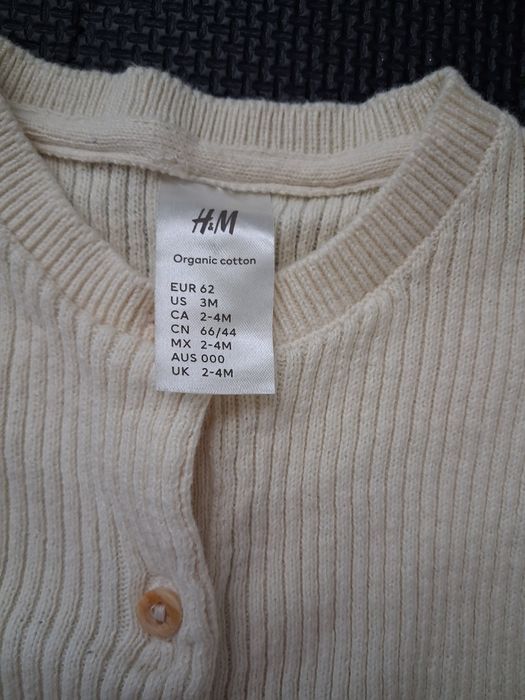 H&M
Organic cotton
EUR 62
US 3M
CA 2-4M
CN 66/44
MX 2-4M
AUS 000
UK 2-4M